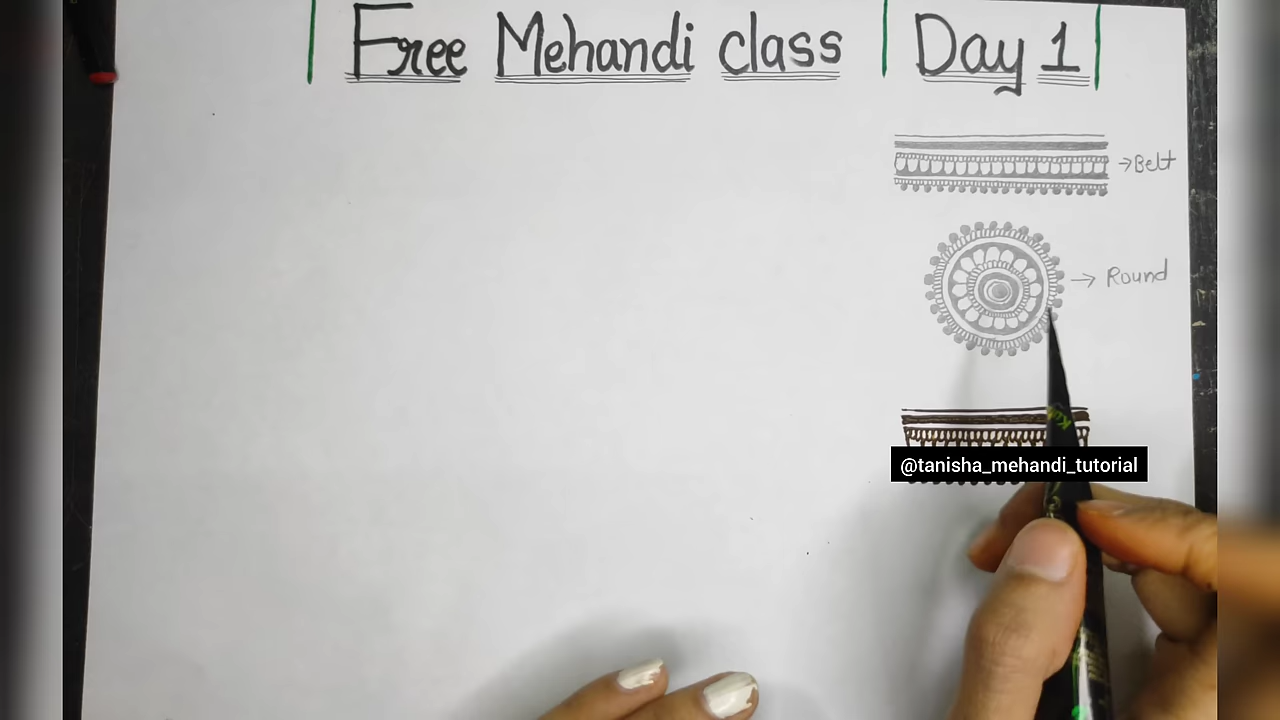 Free Mehandi class | Day 1 |
→Belt
→ Round
@tanisha_mehandi_tutorial